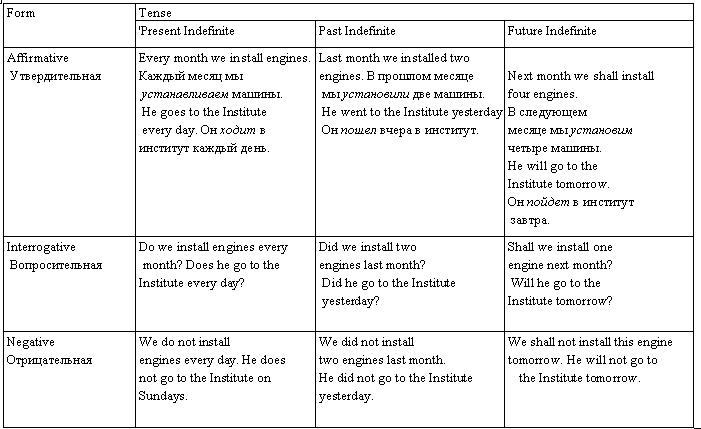 Form
Tense
'Present Indefinite
Past Indefinite
Future Indefinite
Affirmative
Утвердительная
Every month we install engines.
Каждый месяц мы
устанавливаем машины.
He goes to the Institute
every day. Он ходит в
институт каждый день.
Last month we installed two
engines. В прошлом месяце
мы установили две машины.
He went to the Institute yesterday
Он пошел вчера в институт.
Next month we shall install
four engines.
В следующем
месяце мы установим
четыре машины.
He will go to the
Institute tomorrow.
Он пойдет в институт
завтра.
Interrogative
Вопросительная
Do we install engines every
month? Does he go to the
Institute every day?
Did we install two
engines last month?
Did he go to the Institute
yesterday?
Shall we install one
engine next month?
Will he go to the
Institute tomorrow?
Negative
Отрицательная
We do not install
engines every day. He does
not go to the Institute on
Sundays.
We did not install
two engines last month.
He did not go to the Institute
yesterday.
We shall not install this engine
tomorrow. He will not go to
the Institute tomorrow.